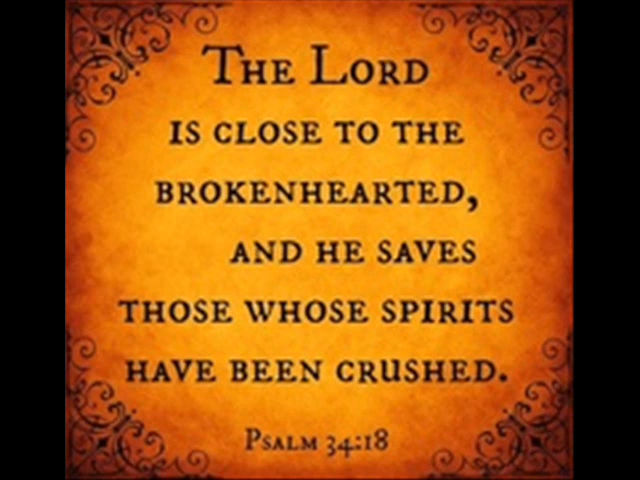 The Lord
is close to the
brokenhearted,
and he saves
those whose spirits
have been crushed.
Psalm 34:18